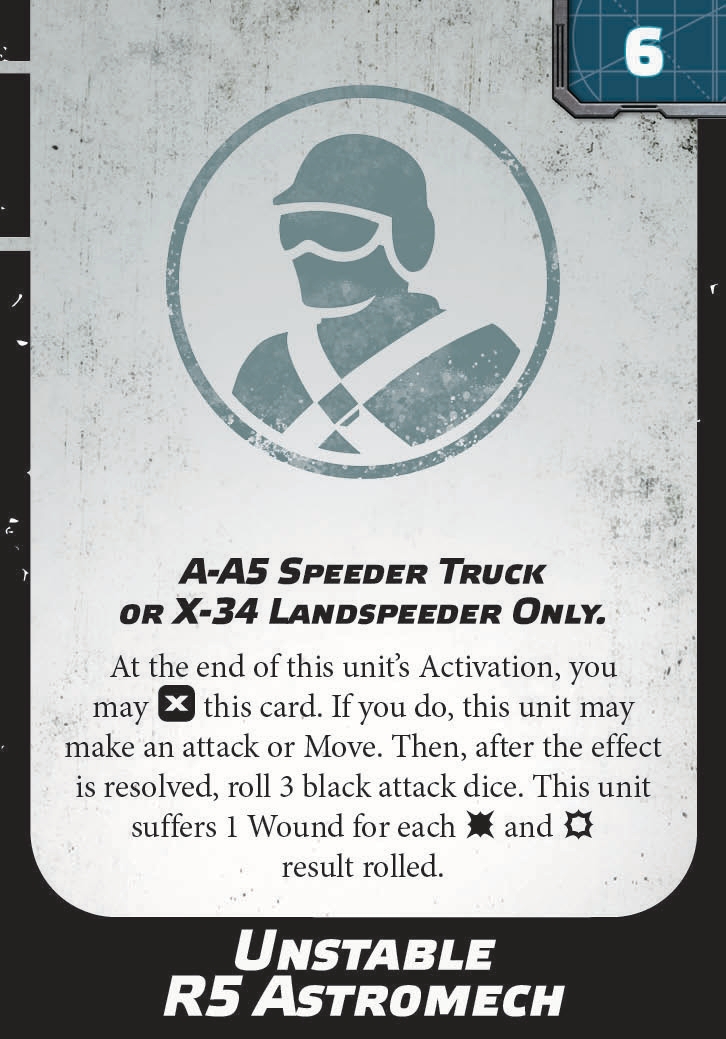 6
A-A5 Speeder Truck
or X-34 Landspeeder Only.
At the end of this unit's Activation, you
may this card. If you do, this unit may
make an attack or Move. Then, after the effect
is resolved, roll 3 black attack dice. This unit
suffers 1 Wound for each and
result rolled.
Unstable
R5 Astromech